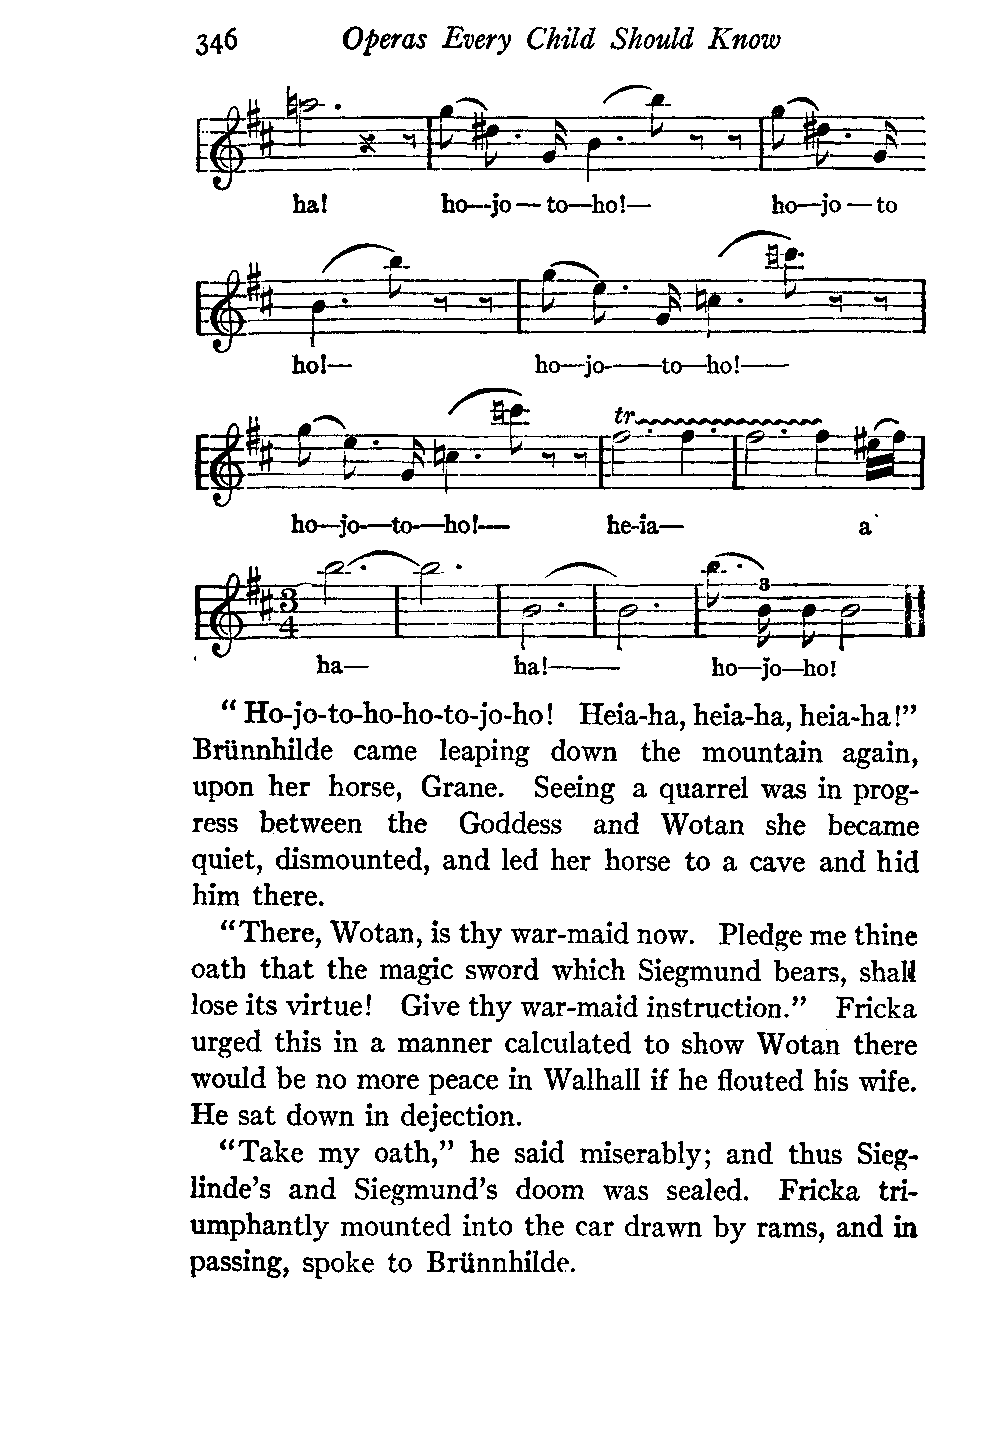 346 Operas Every Child Should Know
ha! ho—jo—to—ho!— ho—jo—to
ho!— ho—jo-——to—ho!——
ho—jo-—to-—ho!-— he-ia— a
tr
3
4
3
ha— ha!—— ho—jo—ho!
“Ho-jo-to-ho-ho-to-jo-ho! Heia-ha, heia-ha, heia-ha!”
Brünnhilde came leaping down the mountain again,
upon her horse, Grane. Seeing a quarrel was in prog-
ress between the Goddess and Wotan she became
quiet, dismounted, and led her horse to a cave and hid
him there.
“There, Wotan, is thy war-maid now. Pledge me thine
oath that the magic sword which Siegmund bears, shall
lose its virtue! Give thy war-maid instruction.” Fricka
urged this in a manner calculated to show Wotan there
would be no more peace in Walhall if he flouted his wife.
He sat down in dejection.
“Take my oath,” he said miserably; and thus Sieg-
linde’s and Siegmund’s doom was sealed. Fricka tri-
umphantly mounted into the car drawn by rams, and in
passing, spoke to Brünnhilde.